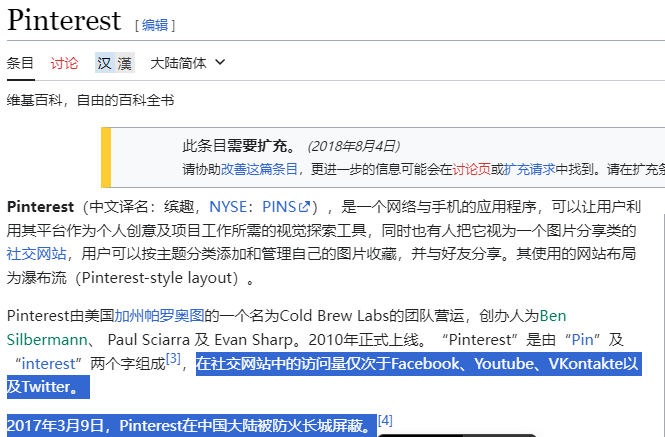 Pinterest [编辑]
条目 讨论 汉 漢 大陆简体
维基百科，自由的百科全书
此条目需要扩充。 (2018年8月4日)
请协助改善这篇条目，更进一步的信息可能会在讨论页或扩充请求中找到。请在扩充条
Pinterest（中文译名：缤趣，NYSE：PINS），是一个网络与手机的应用程序，可以让用户利
用其平台作为个人创意及项目工作所需的视觉探索工具，同时也有人把它视为一个图片分享类的
社交网站，用户可以按主题分类添加和管理自己的图片收藏，并与好友分享。其使用的网站布局
为瀑布流（Pinterest-style layout）。
Pinterest由美国加州帕罗奥图的一个名为Cold Brew Labs的团队营运，创办人为Ben
Silbermann、 Paul Sciarra 及 Evan Sharp。2010年正式上线。“Pinterest”是由“Pin”及
“interest”两个字组成[3]，在社交网站中的访问量仅次于Facebook、Youtube、VKontakte以
及Twitter。
2017年3月9日，Pinterest在中国大陆被防火长城屏蔽。[4]